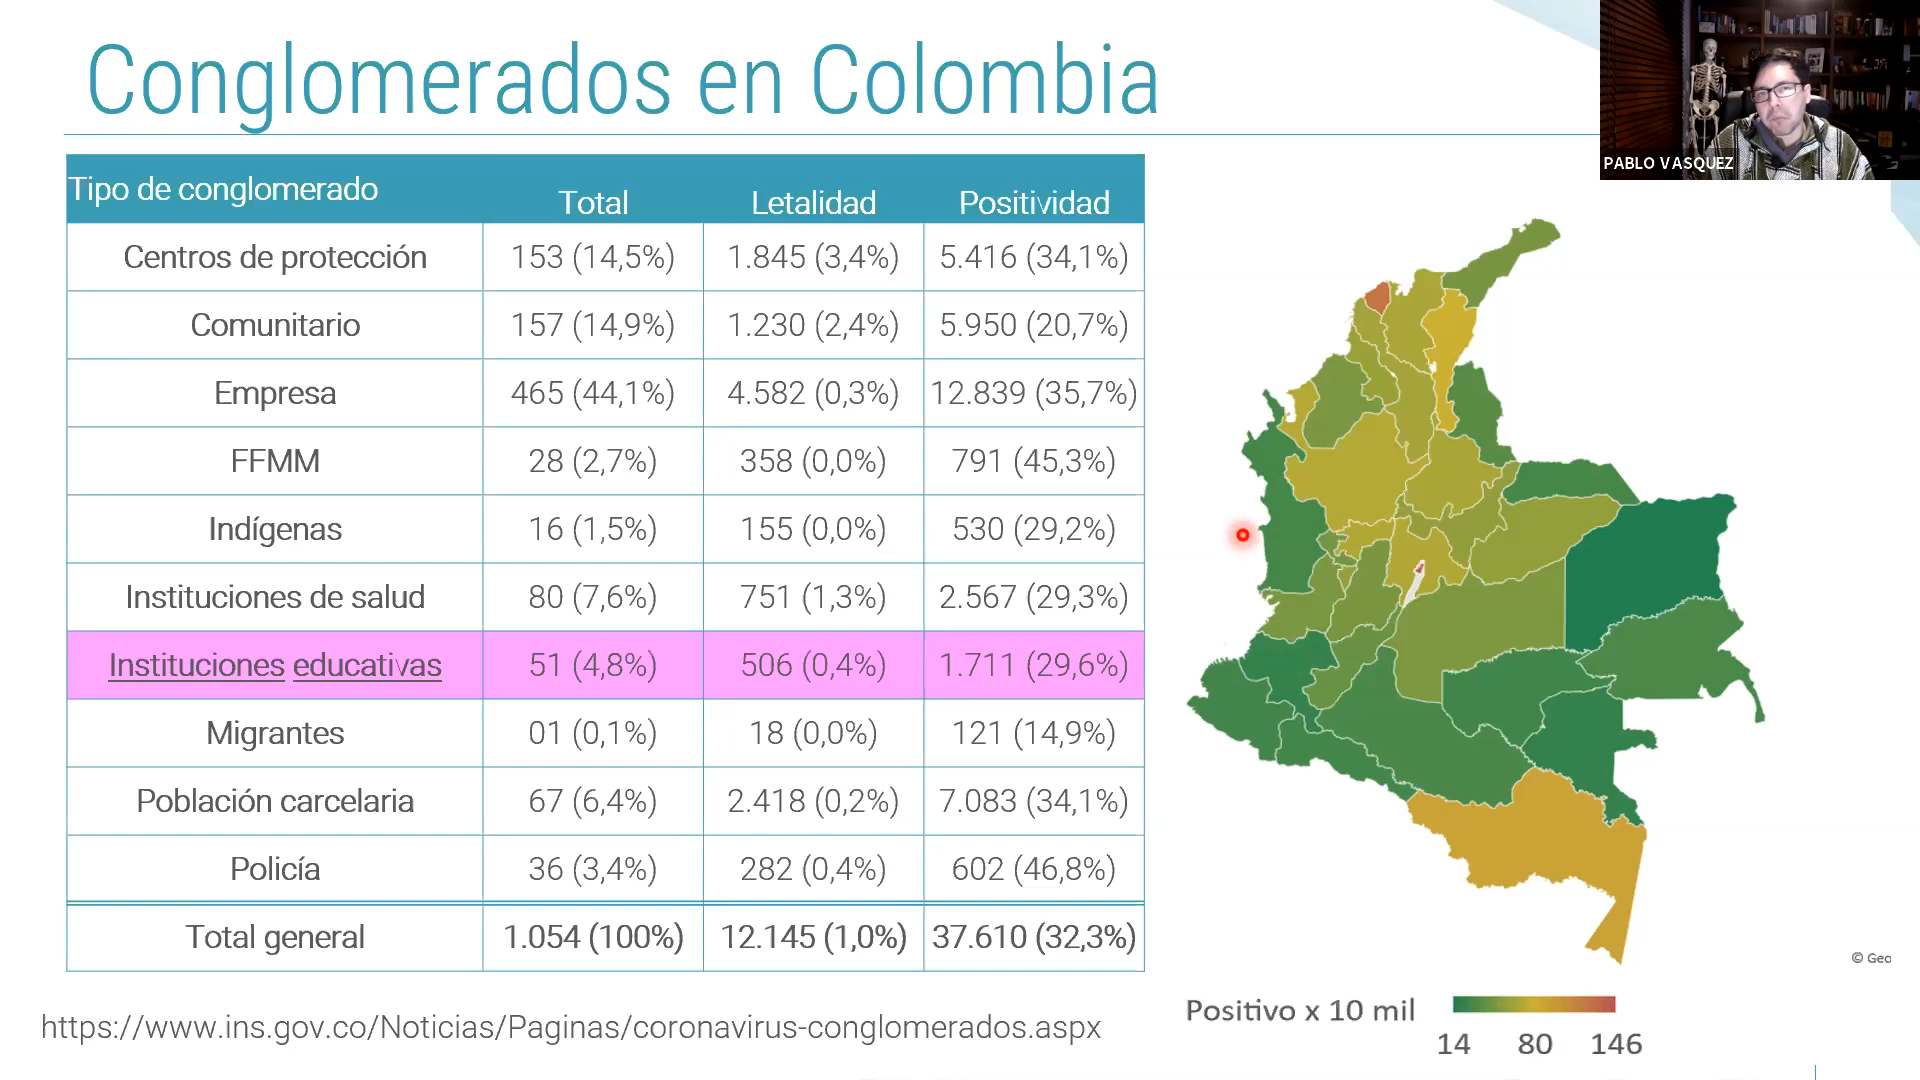 Conglomerados en Colombia
PABLO VASQUEZ
Tipo de conglomerado Total Letalidad Positividad
Centros de protección 153 (14,5%) 1.845 (3,4%) 5.416 (34,1%)
Comunitario 157 (14,9%) 1.230 (2,4%) 5.950 (20,7%)
Empresa 465 (44,1%) 4.582 (0,3%) 12.839 (35,7%)
FFMM 28 (2,7%) 358 (0,0%) 791 (45,3%)
Indígenas 16 (1,5%) 155 (0,0%) 530 (29,2%)
Instituciones de salud 80 (7,6%) 751 (1,3%) 2.567 (29,3%)
Instituciones educativas 51 (4,8%) 506 (0,4%) 1.711 (29,6%)
Migrantes 01 (0,1%) 18 (0,0%) 121 (14,9%)
Población carcelaria 67 (6,4%) 2.418 (0,2%) 7.083 (34,1%)
Policía 36 (3,4%) 282 (0,4%) 602 (46,8%)
Total general 1.054 (100%) 12.145 (1,0%) 37.610 (32,3%)
© Geo
https://www.ins.gov.co/Noticias/Paginas/coronavirus-conglomerados.aspx
Positivo x 10 mil
14 80 146